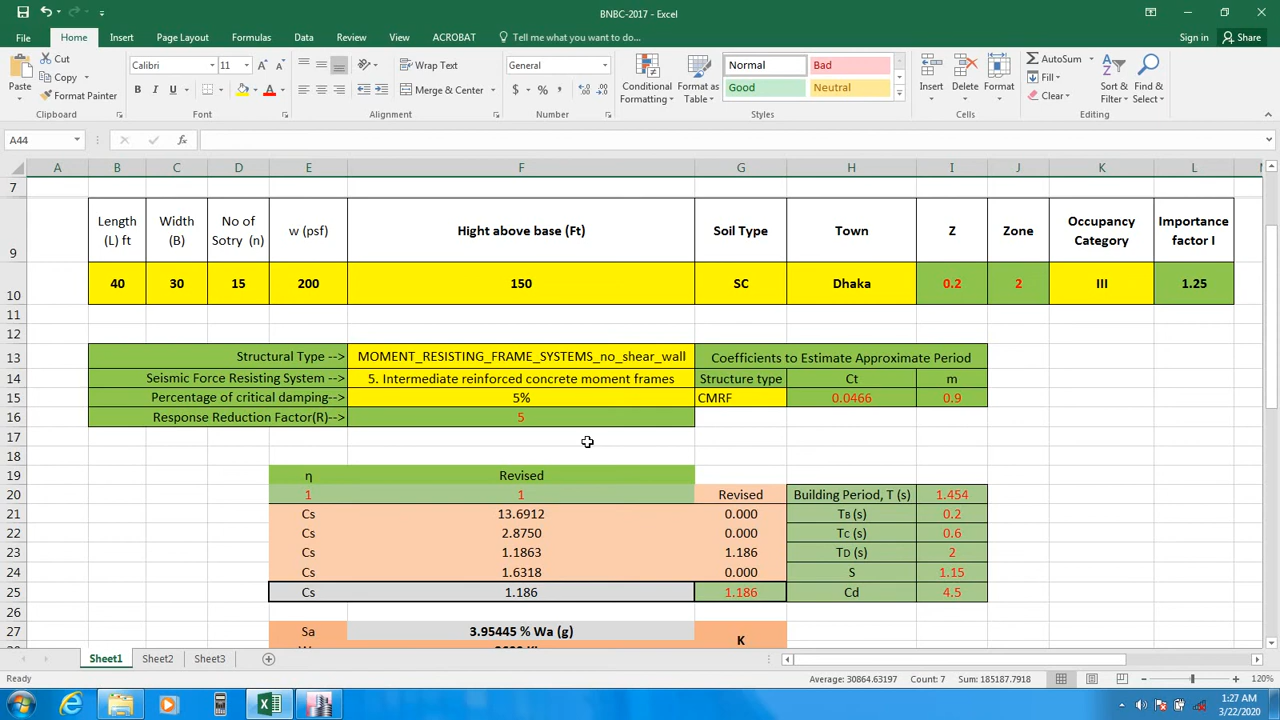 BNBC-2017 - Excel
File Home Insert Page Layout Formulas Data Review View ACROBAT Tell me what you want to do... Sign in Share
Paste Cut Copy Format Painter Clipboard
Calibri 11 B I U A A A Font
Wrap Text Merge & Center Alignment
General $ % , Number
Conditional Formatting Format as Table Normal Bad Good Neutral Styles
Insert Delete Format Cells
AutoSum Fill Clear Sort & Filter Find & Select Editing
A44 fx
A B C D E F G H I J K L
7
9 Length (L) ft Width (B) No of Sotry (n) w (psf) Hight above base (Ft) Soil Type Town Z Zone Occupancy Category Importance factor I
10 40 30 15 200 150 SC Dhaka 0.2 2 III 1.25
11
12
13 Structural Type --> MOMENT_RESISTING_FRAME_SYSTEMS_no_shear_wall Coefficients to Estimate Approximate Period
14 Seismic Force Resisting System --> 5. Intermediate reinforced concrete moment frames Structure type Ct m
15 Percentage of critical damping--> 5% CMRF 0.0466 0.9
16 Response Reduction Factor(R)--> 5
17
18
19 η Revised
20 1 1 Revised Building Period, T (s) 1.454
21 Cs 13.6912 0.000 TB (s) 0.2
22 Cs 2.8750 0.000 TC (s) 0.6
23 Cs 1.1863 1.186 TD (s) 2
24 Cs 1.6318 0.000 S 1.15
25 Cs 1.186 1.186 Cd 4.5
26
27 Sa 3.95445 % Wa (g) K
Sheet1 Sheet2 Sheet3
Ready Average: 30864.63197 Count: 7 Sum: 185187.7918 120%
1:27 AM
3/22/2020